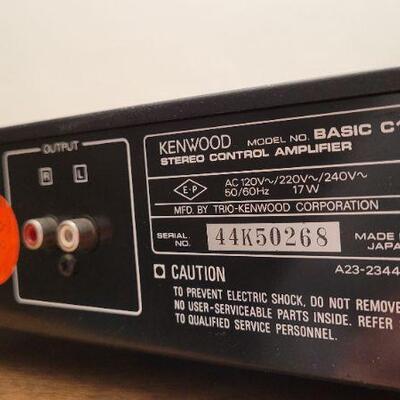 OUTPUT
R L
KENWOOD MODEL NO. BASIC C1
STEREO CONTROL AMPLIFIER
E-P
AC 120V~/220V~/240V~
50/60Hz 17W
MFD. BY TRIO-KENWOOD CORPORATION
SERIAL NO. 44K50268
MADE
JAPA
CAUTION A23-2344
TO PREVENT ELECTRIC SHOCK, DO NOT REMOVE
NO USER-SERVICEABLE PARTS INSIDE. REFER
TO QUALIFIED SERVICE PERSONNEL.